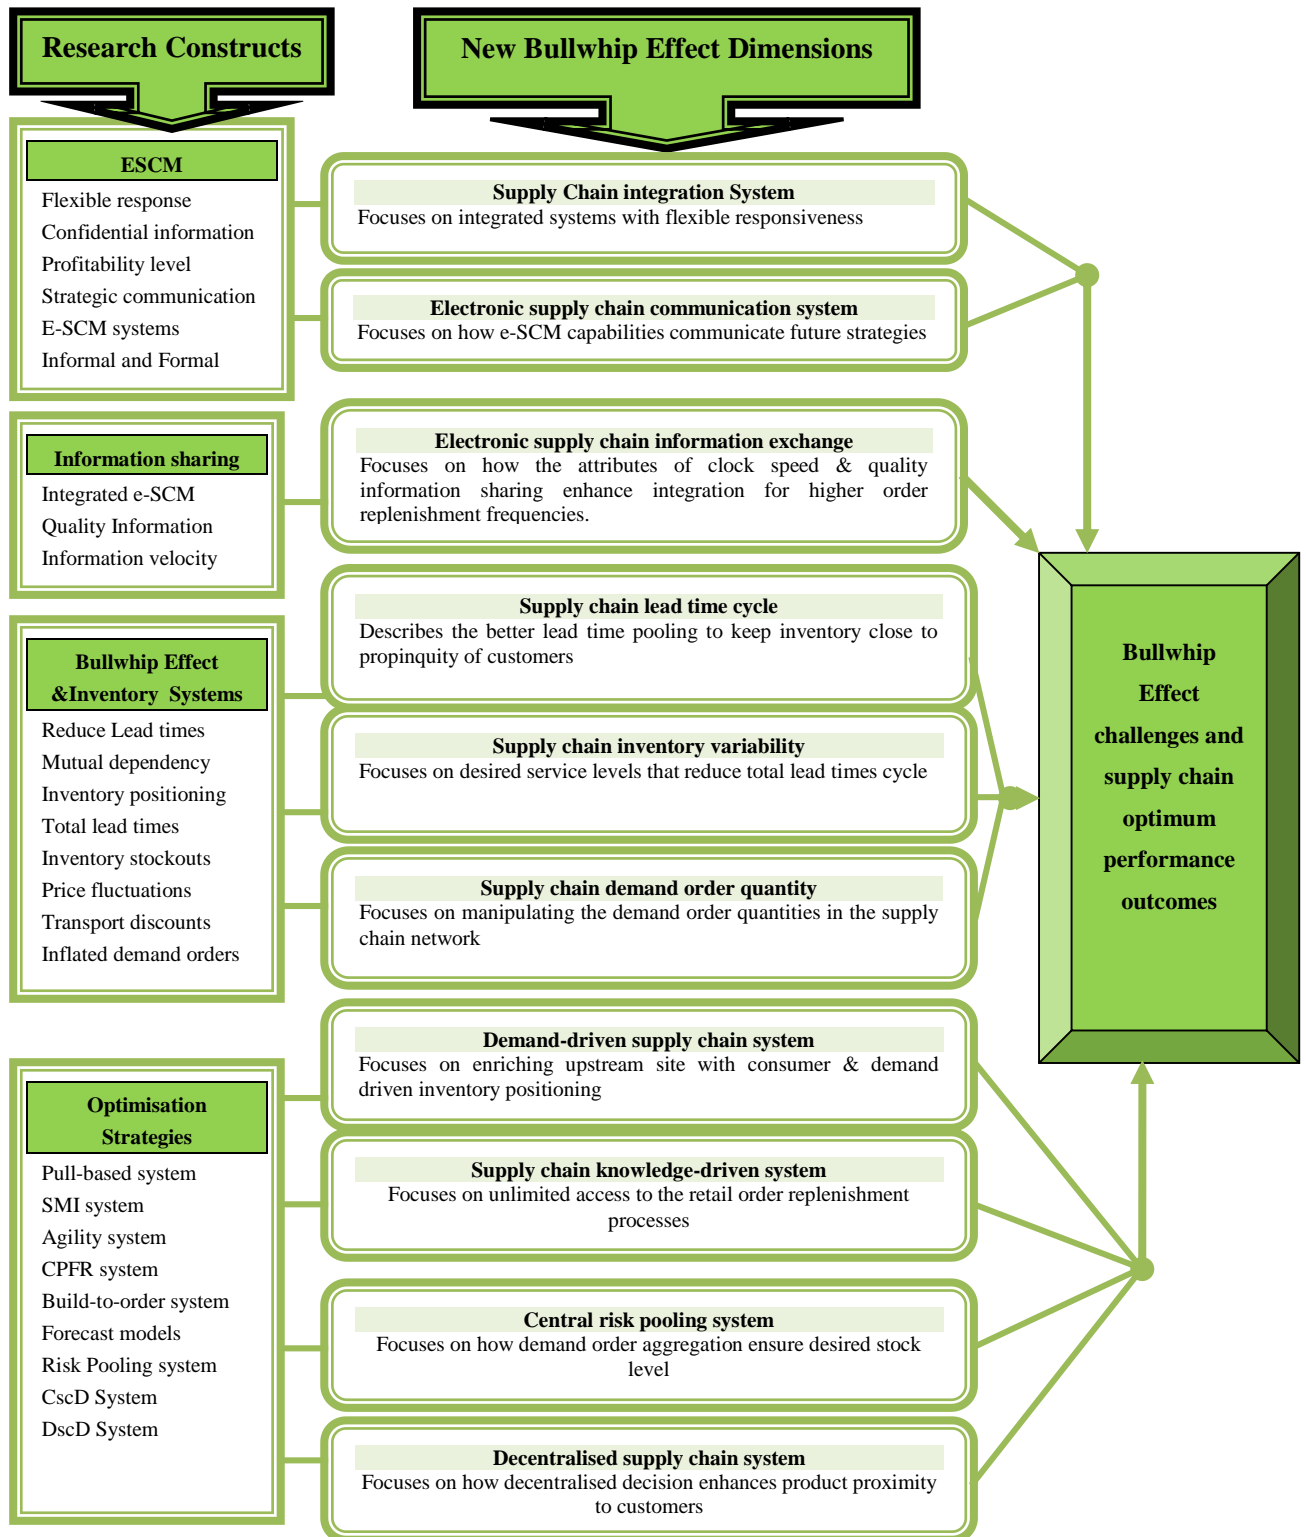 Research Constructs
New Bullwhip Effect Dimensions
ESCM
Flexible response
Confidential information
Profitability level
Strategic communication
E-SCM systems
Informal and Formal
Supply Chain integration System
Focuses on integrated systems with flexible responsiveness
Electronic supply chain communication system
Focuses on how e-SCM capabilities communicate future strategies
Information sharing
Integrated e-SCM
Quality Information
Information velocity
Electronic supply chain information exchange
Focuses on how the attributes of clock speed & quality
information sharing enhance integration for higher order
replenishment frequencies.
Bullwhip Effect
&Inventory Systems
Reduce Lead times
Mutual dependency
Inventory positioning
Total lead times
Inventory stockouts
Price fluctuations
Transport discounts
Inflated demand orders
Supply chain lead time cycle
Describes the better lead time pooling to keep inventory close to
propinquity of customers
Supply chain inventory variability
Focuses on desired service levels that reduce total lead times cycle
Supply chain demand order quantity
Focuses on manipulating the demand order quantities in the supply
chain network
Optimisation
Strategies
Pull-based system
SMI system
Agility system
CPFR system
Build-to-order system
Forecast models
Risk Pooling system
CscD System
DscD System
Demand-driven supply chain system
Focuses on enriching upstream site with consumer & demand
driven inventory positioning
Supply chain knowledge-driven system
Focuses on unlimited access to the retail order replenishment
processes
Central risk pooling system
Focuses on how demand order aggregation ensure desired stock
level
Decentralised supply chain system
Focuses on how decentralised decision enhances product proximity
to customers
Bullwhip
Effect
challenges and
supply chain
optimum
performance
outcomes